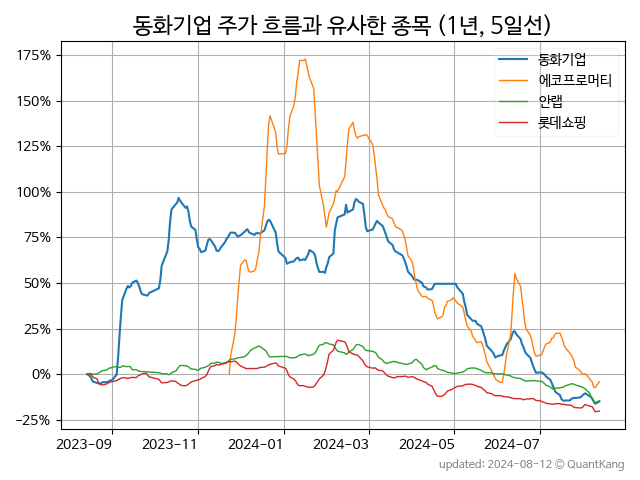 동화기업 주가 흐름과 유사한 종목 (1년, 5일선)
동화기업
에코프로머티
안랩
롯데쇼핑
175%
150%
125%
100%
75%
50%
25%
0%
−25%
2023-09
2023-11
2024-01
2024-03
2024-05
2024-07
updated: 2024-08-12 © QuantKang